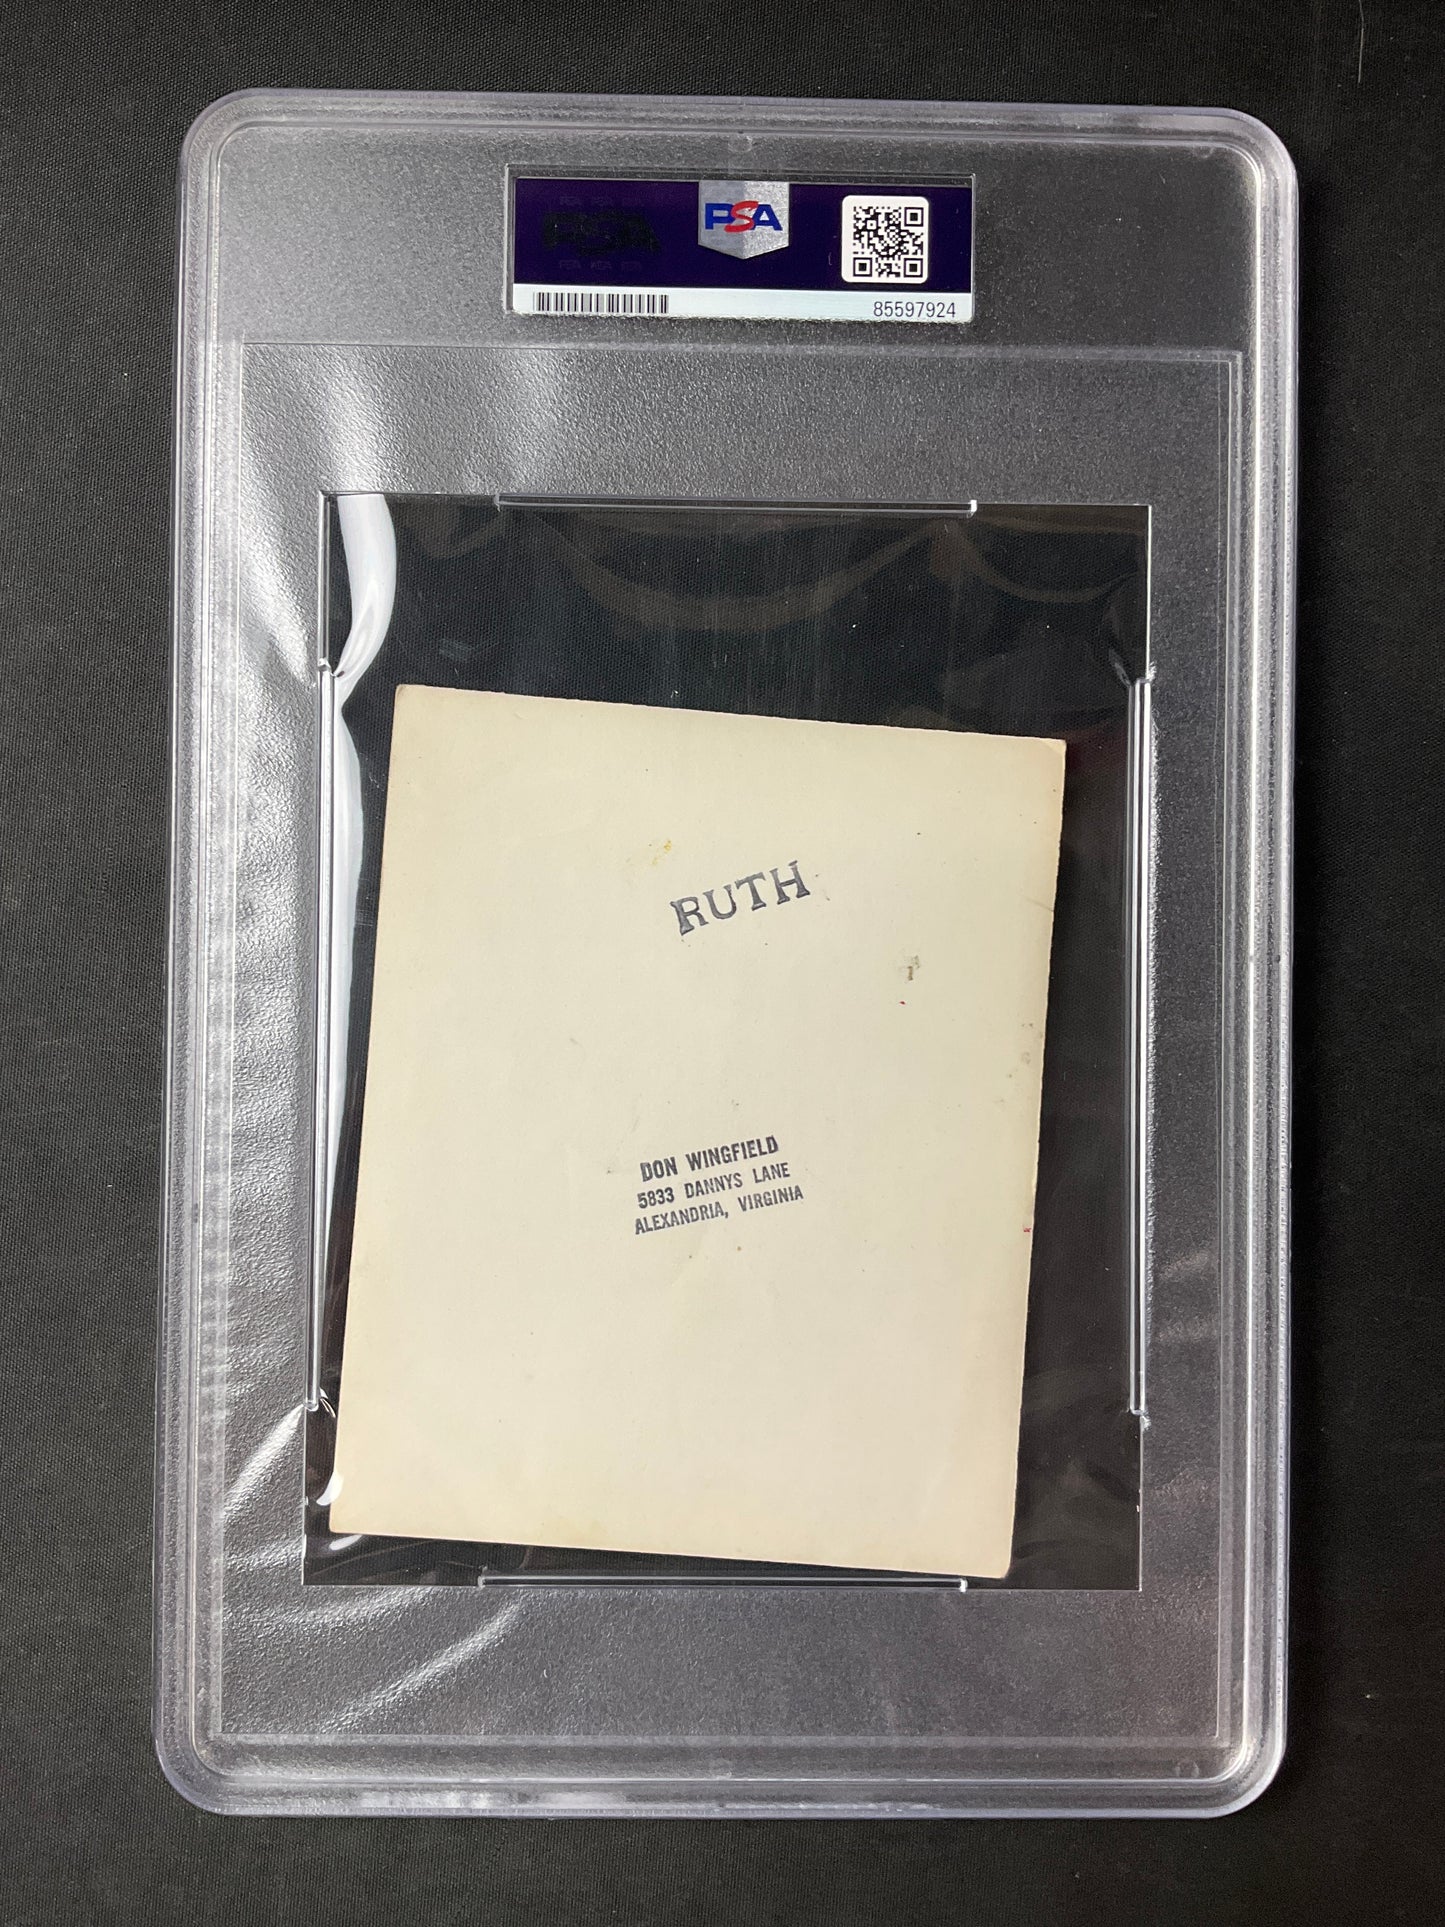 PSA
85597924
RUTH
DON WINGFIELD
5833 DANNYS LANE
ALEXANDRIA, VIRGINIA